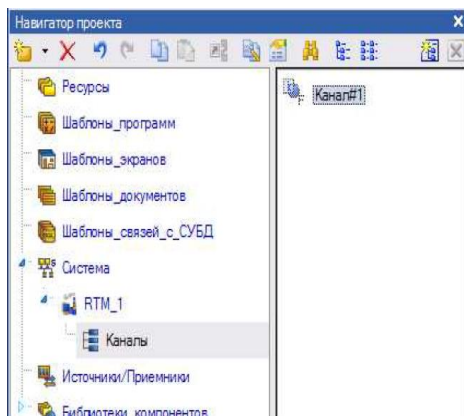 Навигатор проекта
Ресурсы
Канал#1
Шаблоны_программ
Шаблоны_экранов
Шаблоны_документов
Шаблоны_связей_с_СУБД
Система
RTM_1
Каналы
Источники/Приемники
Библиотеки_компонентов